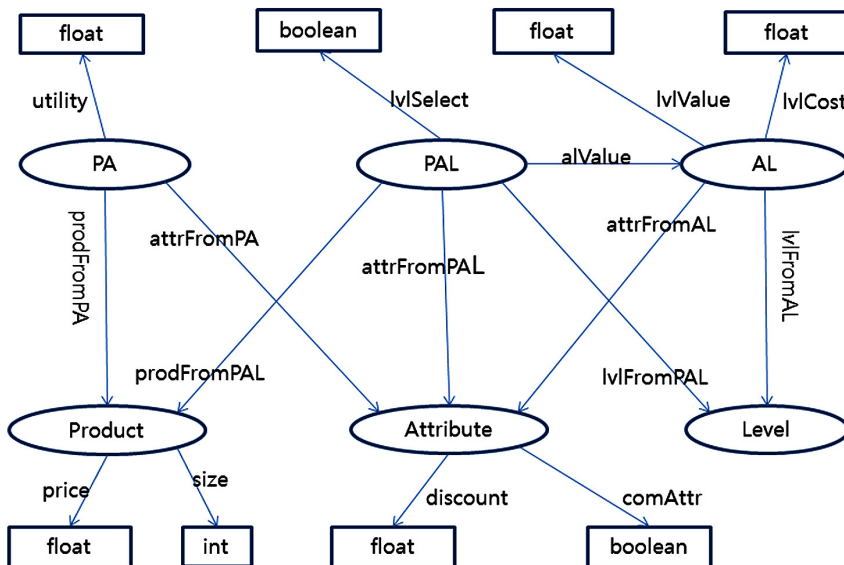 float
boolean
float
float
utility
lvlSelect
lvlValue
lvlCost
PA
PAL
alValue
AL
prodFromPA
attrFromPA
attrFromPAL
attrFromAL
lvlFromAL
prodFromPAL
lvlFromPAL
Product
Attribute
Level
price
size
discount
comAttr
float
int
float
boolean